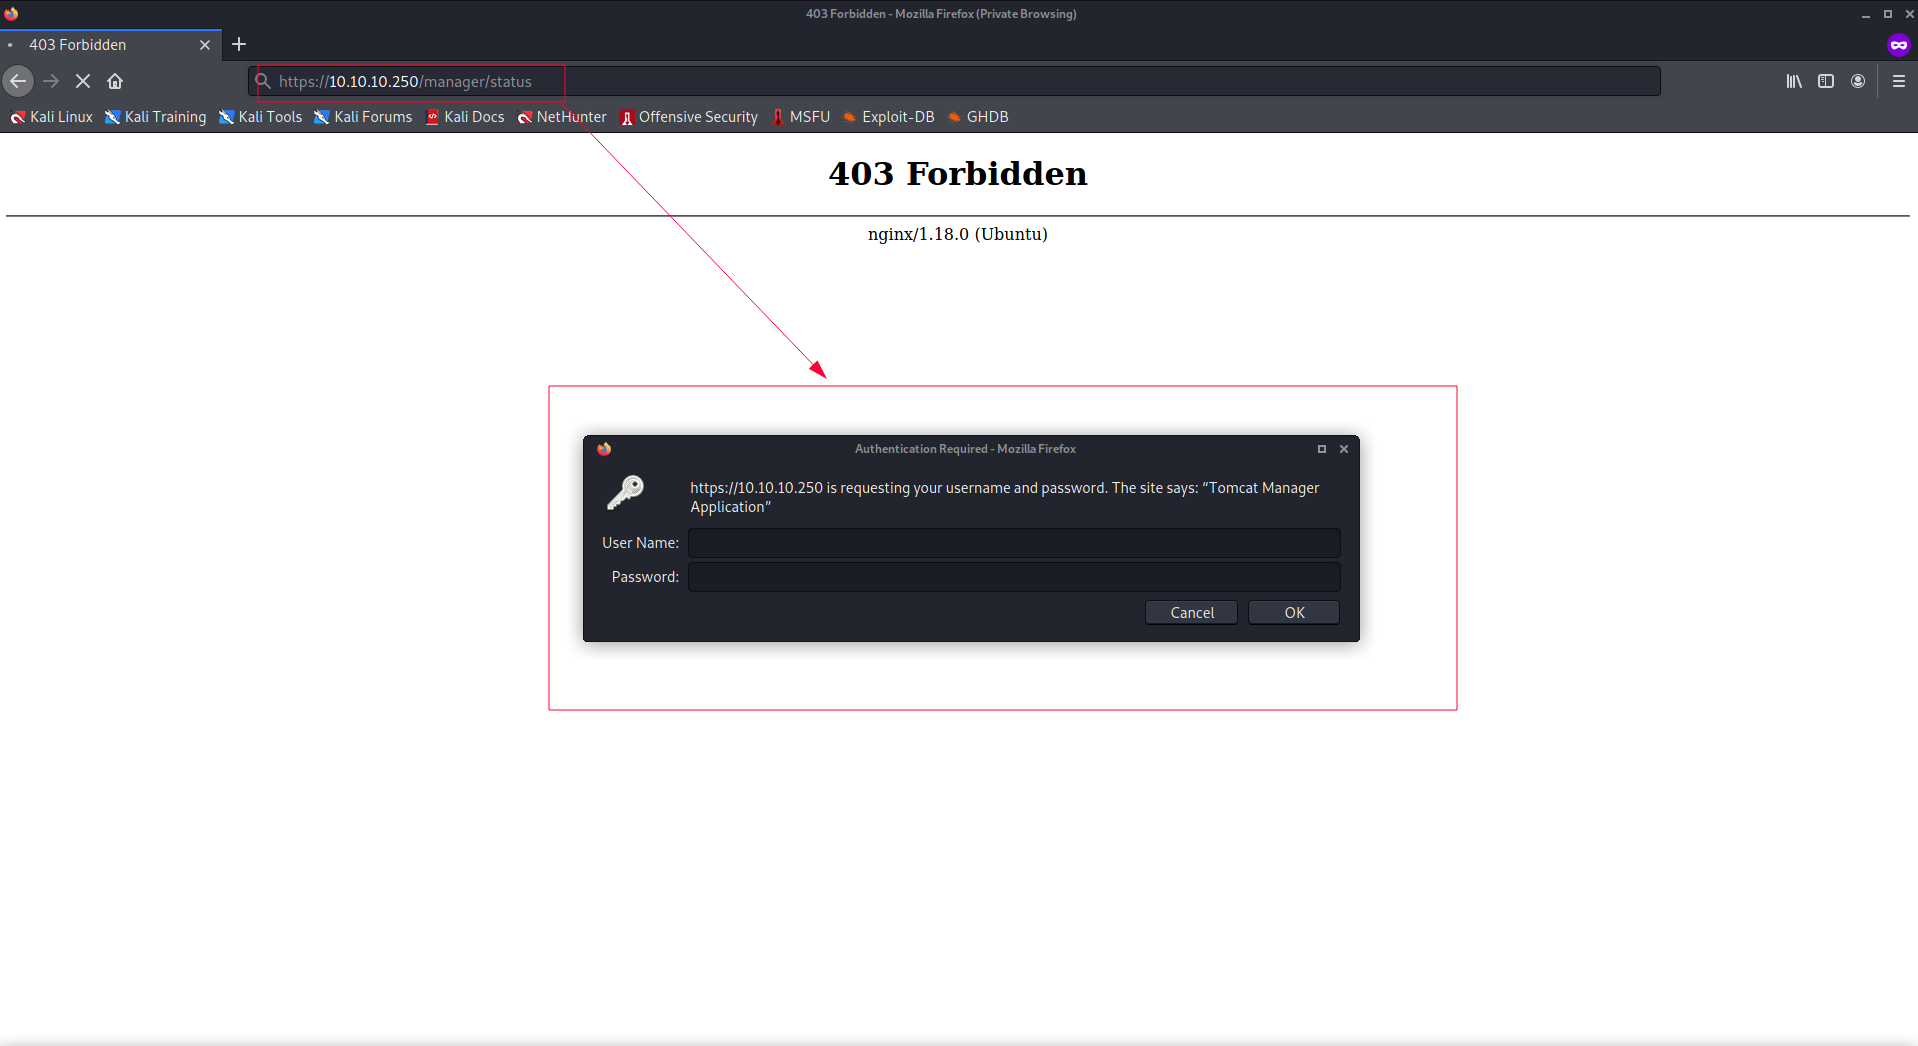 403 Forbidden - Mozilla Firefox (Private Browsing)
403 Forbidden
https://10.10.10.250/manager/status
Kali Linux Kali Training Kali Tools Kali Forums Kali Docs NetHunter Offensive Security MSFU Exploit-DB GHDB
403 Forbidden
nginx/1.18.0 (Ubuntu)
Authentication Required - Mozilla Firefox
https://10.10.10.250 is requesting your username and password. The site says: “Tomcat Manager
Application”
User Name:
Password:
Cancel OK